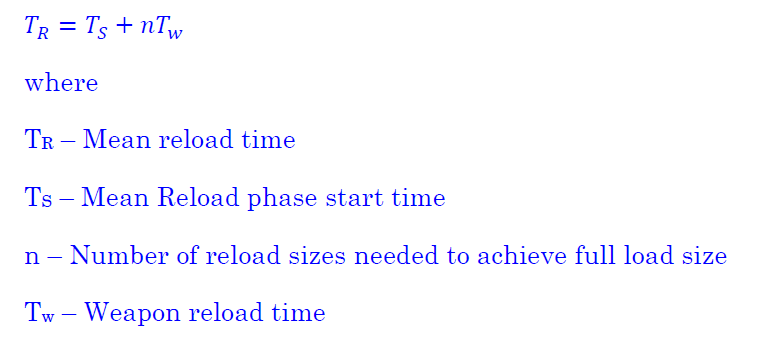 T_R = T_S + nT_w
where
TR – Mean reload time
TS – Mean Reload phase start time
n – Number of reload sizes needed to achieve full load size
Tw – Weapon reload time